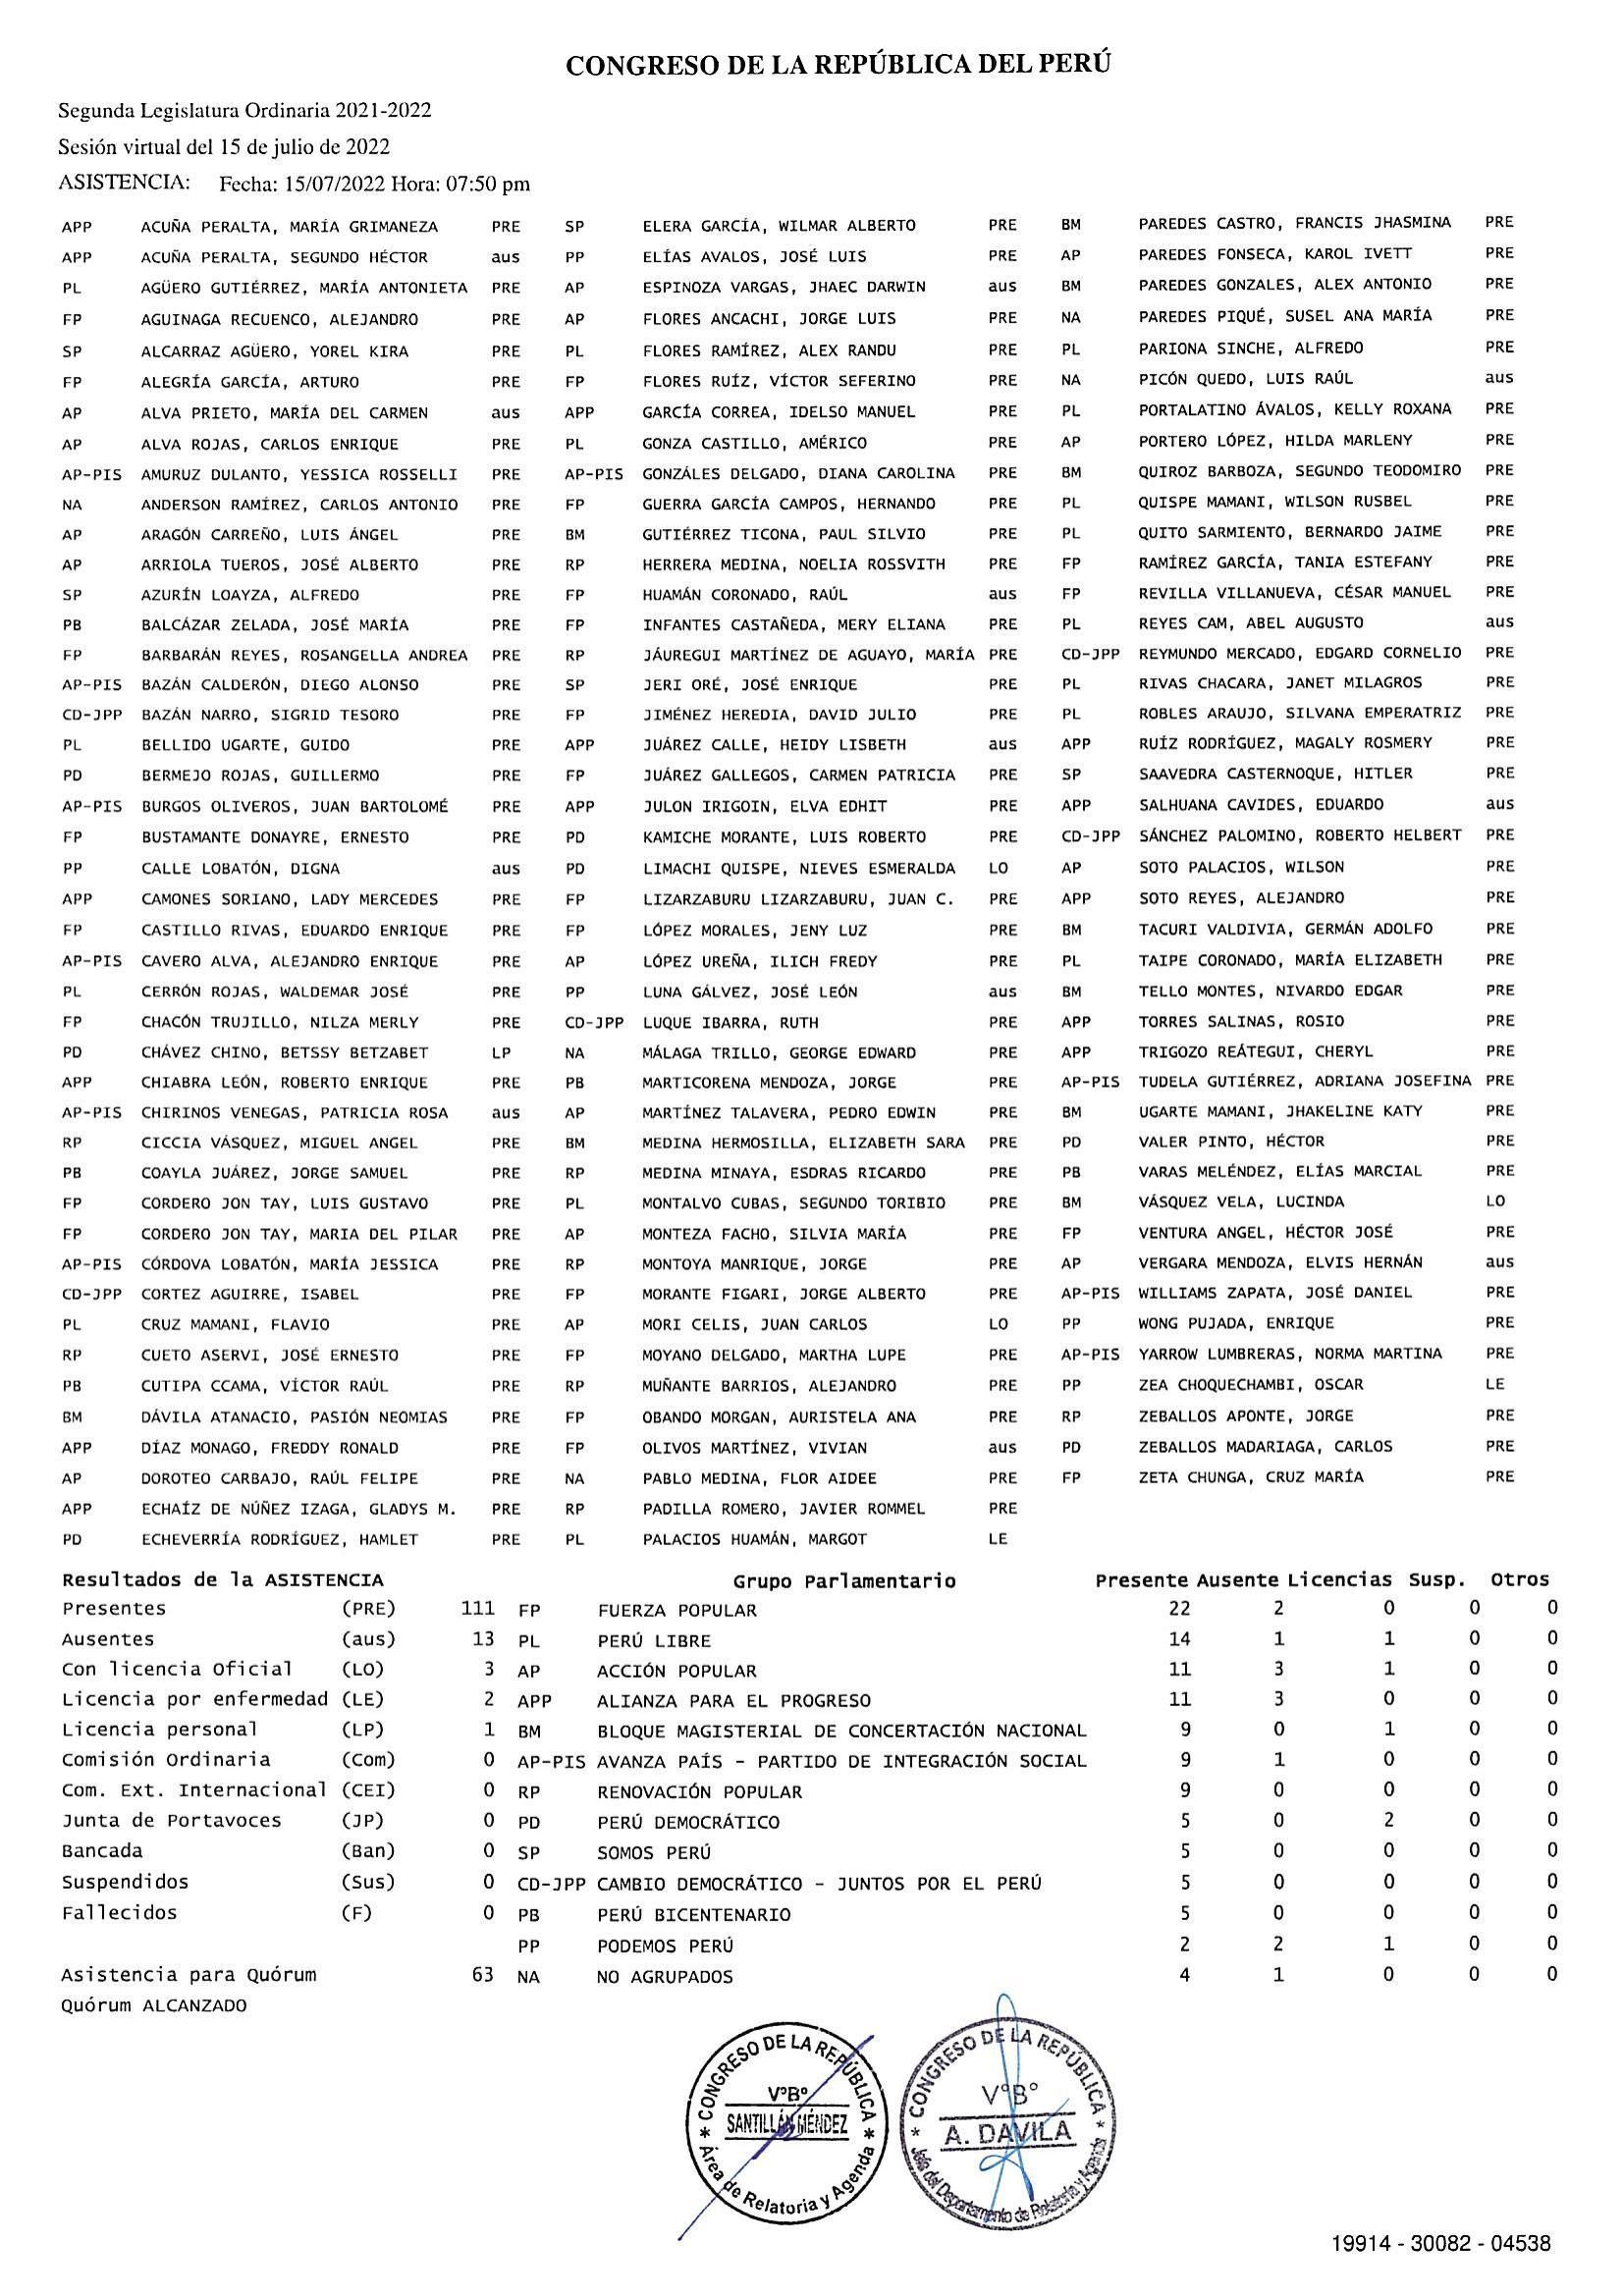 CONGRESO DE LA REPÚBLICA DEL PERÚ
Segunda Legislatura Ordinaria 2021-2022
Sesión virtual del 15 de julio de 2022
ASISTENCIA: Fecha: 15/07/2022 Hora: 07:50 pm
APP ACUÑA PERALTA, MARÍA GRIMANEZA PRE SP ELERA GARCÍA, WILMAR ALBERTO PRE BM PAREDES CASTRO, FRANCIS JHASMINA PRE
APP ACUÑA PERALTA, SEGUNDO HÉCTOR aus PP ELÍAS AVALOS, JOSÉ LUIS PRE AP PAREDES FONSECA, KAROL IVETT PRE
PL AGÜERO GUTIÉRREZ, MARÍA ANTONIETA PRE AP ESPINOZA VARGAS, JHAEC DARWIN aus BM PAREDES GONZALES, ALEX ANTONIO PRE
FP AGUINAGA RECUENCO, ALEJANDRO PRE AP FLORES ANCACHI, JORGE LUIS PRE NA PAREDES PIQUÉ, SUSEL ANA MARÍA PRE
SP ALCARRAZ AGÜERO, YOREL KIRA PRE PL FLORES RAMÍREZ, ALEX RANDU PRE PL PARIONA SINCHE, ALFREDO PRE
FP ALEGRÍA GARCÍA, ARTURO PRE FP FLORES RUÍZ, VÍCTOR SEFERINO PRE NA PICÓN QUEDO, LUIS RAÚL aus
AP ALVA PRIETO, MARÍA DEL CARMEN aus APP GARCÍA CORREA, IDELSO MANUEL PRE PL PORTALATINO ÁVALOS, KELLY ROXANA PRE
AP ALVA ROJAS, CARLOS ENRIQUE PRE PL GONZA CASTILLO, AMÉRICO PRE AP PORTERO LÓPEZ, HILDA MARLENY PRE
AP-PIS AMURUZ DULANTO, YESSICA ROSSELLI PRE AP-PIS GONZÁLES DELGADO, DIANA CAROLINA PRE BM QUIROZ BARBOZA, SEGUNDO TEODOMIRO PRE
NA ANDERSON RAMÍREZ, CARLOS ANTONIO PRE FP GUERRA GARCÍA CAMPOS, HERNANDO PRE PL QUISPE MAMANI, WILSON RUSBEL PRE
AP ARAGÓN CARREÑO, LUIS ÁNGEL PRE BM GUTIÉRREZ TICONA, PAUL SILVIO PRE PL QUITO SARMIENTO, BERNARDO JAIME PRE
AP ARRIOLA TUEROS, JOSÉ ALBERTO PRE RP HERRERA MEDINA, NOELIA ROSSVITH PRE FP RAMÍREZ GARCÍA, TANIA ESTEFANY PRE
SP AZURÍN LOAYZA, ALFREDO PRE FP HUAMÁN CORONADO, RAÚL aus FP REVILLA VILLANUEVA, CÉSAR MANUEL PRE
PB BALCÁZAR ZELADA, JOSÉ MARÍA PRE FP INFANTES CASTAÑEDA, MERY ELIANA PRE PL REYES CAM, ABEL AUGUSTO aus
FP BARBARÁN REYES, ROSANGELLA ANDREA PRE RP JÁUREGUI MARTÍNEZ DE AGUAYO, MARÍA PRE CD-JPP REYMUNDO MERCADO, EDGARD CORNELIO PRE
AP-PIS BAZÁN CALDERÓN, DIEGO ALONSO PRE SP JERI ORÉ, JOSÉ ENRIQUE PRE PL RIVAS CHACARA, JANET MILAGROS PRE
CD-JPP BAZÁN NARRO, SIGRID TESORO PRE FP JIMÉNEZ HEREDIA, DAVID JULIO PRE PL ROBLES ARAUJO, SILVANA EMPERATRIZ PRE
PL BELLIDO UGARTE, GUIDO PRE APP JUÁREZ CALLE, HEIDY LISBETH aus APP RUÍZ RODRÍGUEZ, MAGALY ROSMERY PRE
PD BERMEJO ROJAS, GUILLERMO PRE FP JUÁREZ GALLEGOS, CARMEN PATRICIA PRE SP SAAVEDRA CASTERNOQUE, HITLER PRE
AP-PIS BURGOS OLIVEROS, JUAN BARTOLOMÉ PRE APP JULON IRIGOIN, ELVA EDHIT PRE APP SALHUANA CAVIDES, EDUARDO aus
FP BUSTAMANTE DONAYRE, ERNESTO PRE PD KAMICHE MORANTE, LUIS ROBERTO PRE CD-JPP SÁNCHEZ PALOMINO, ROBERTO HELBERT PRE
PP CALLE LOBATÓN, DIGNA aus PD LIMACHI QUISPE, NIEVES ESMERALDA LO AP SOTO PALACIOS, WILSON PRE
APP CAMONES SORIANO, LADY MERCEDES PRE FP LIZARZABURU LIZARZABURU, JUAN C. PRE APP SOTO REYES, ALEJANDRO PRE
FP CASTILLO RIVAS, EDUARDO ENRIQUE PRE FP LÓPEZ MORALES, JENY LUZ PRE BM TACURI VALDIVIA, GERMÁN ADOLFO PRE
AP-PIS CAVERO ALVA, ALEJANDRO ENRIQUE PRE AP LÓPEZ UREÑA, ILICH FREDY PRE PL TAIPE CORONADO, MARÍA ELIZABETH PRE
PL CERRÓN ROJAS, WALDEMAR JOSÉ PRE PP LUNA GÁLVEZ, JOSÉ LEÓN aus BM TELLO MONTES, NIVARDO EDGAR PRE
FP CHACÓN TRUJILLO, NILZA MERLY PRE CD-JPP LUQUE IBARRA, RUTH PRE APP TORRES SALINAS, ROSIO PRE
PD CHÁVEZ CHINO, BETSSY BETZABET LP NA MÁLAGA TRILLO, GEORGE EDWARD PRE APP TRIGOZO REÁTEGUI, CHERYL PRE
APP CHIABRA LEÓN, ROBERTO ENRIQUE PRE PB MARTICORENA MENDOZA, JORGE PRE AP-PIS TUDELA GUTIÉRREZ, ADRIANA JOSEFINA PRE
AP-PIS CHIRINOS VENEGAS, PATRICIA ROSA aus AP MARTÍNEZ TALAVERA, PEDRO EDWIN PRE BM UGARTE MAMANI, JHAKELINE KATY PRE
RP CICCIA VÁSQUEZ, MIGUEL ANGEL PRE BM MEDINA HERMOSILLA, ELIZABETH SARA PRE PD VALER PINTO, HÉCTOR PRE
PB COAYLA JUÁREZ, JORGE SAMUEL PRE RP MEDINA MINAYA, ESDRAS RICARDO PRE PB VARAS MELÉNDEZ, ELÍAS MARCIAL PRE
FP CORDERO JON TAY, LUIS GUSTAVO PRE PL MONTALVO CUBAS, SEGUNDO TORIBIO PRE BM VÁSQUEZ VELA, LUCINDA LO
FP CORDERO JON TAY, MARIA DEL PILAR PRE AP MONTEZA FACHO, SILVIA MARÍA PRE FP VENTURA ANGEL, HÉCTOR JOSÉ PRE
AP-PIS CÓRDOVA LOBATÓN, MARÍA JESSICA PRE RP MONTOYA MANRIQUE, JORGE PRE AP VERGARA MENDOZA, ELVIS HERNÁN aus
CD-JPP CORTEZ AGUIRRE, ISABEL PRE FP MORANTE FIGARI, JORGE ALBERTO PRE AP-PIS WILLIAMS ZAPATA, JOSÉ DANIEL PRE
PL CRUZ MAMANI, FLAVIO PRE AP MORI CELIS, JUAN CARLOS LO PP WONG PUJADA, ENRIQUE PRE
RP CUETO ASERVI, JOSÉ ERNESTO PRE FP MOYANO DELGADO, MARTHA LUPE PRE AP-PIS YARROW LUMBRERAS, NORMA MARTINA PRE
PB CUTIPA CCAMA, VÍCTOR RAÚL PRE RP MUÑANTE BARRIOS, ALEJANDRO PRE PP ZEA CHOQUECHAMBI, OSCAR LE
BM DÁVILA ATANACIO, PASIÓN NEOMIAS PRE FP OBANDO MORGAN, AURISTELA ANA PRE RP ZEBALLOS APONTE, JORGE PRE
APP DÍAZ MONAGO, FREDDY RONALD PRE FP OLIVOS MARTÍNEZ, VIVIAN aus PD ZEBALLOS MADARIAGA, CARLOS PRE
AP DOROTEO CARBAJO, RAÚL FELIPE PRE NA PABLO MEDINA, FLOR AIDEE PRE FP ZETA CHUNGA, CRUZ MARÍA PRE
APP ECHAÍZ DE NÚÑEZ IZAGA, GLADYS M. PRE RP PADILLA ROMERO, JAVIER ROMMEL PRE
PD ECHEVERRÍA RODRÍGUEZ, HAMLET PRE PL PALACIOS HUAMÁN, MARGOT LE
Resultados de la ASISTENCIA Grupo Parlamentario Presente Ausente Licencias Susp. Otros
Presentes (PRE) 111 FP FUERZA POPULAR 22 2 0 0 0
Ausentes (aus) 13 PL PERÚ LIBRE 14 1 1 0 0
Con licencia Oficial (LO) 3 AP ACCIÓN POPULAR 11 3 1 0 0
Licencia por enfermedad (LE) 2 APP ALIANZA PARA EL PROGRESO 11 3 0 0 0
Licencia personal (LP) 1 BM BLOQUE MAGISTERIAL DE CONCERTACIÓN NACIONAL 9 0 1 0 0
Comisión Ordinaria (Com) 0 AP-PIS AVANZA PAÍS - PARTIDO DE INTEGRACIÓN SOCIAL 9 1 0 0 0
Com. Ext. Internacional (CEI) 0 RP RENOVACIÓN POPULAR 9 0 0 0 0
Junta de Portavoces (JP) 0 PD PERÚ DEMOCRÁTICO 5 0 2 0 0
Bancada (Ban) 0 SP SOMOS PERÚ 5 0 0 0 0
Suspendidos (Sus) 0 CD-JPP CAMBIO DEMOCRÁTICO - JUNTOS POR EL PERÚ 5 0 0 0 0
Fallecidos (F) 0 PB PERÚ BICENTENARIO 5 0 0 0 0
PP PODEMOS PERÚ 2 2 1 0 0
Asistencia para Quórum 63 NA NO AGRUPADOS 4 1 0 0 0
Quórum ALCANZADO
* CONGRESO DE LA REPÚBLICA *
V°B°
SANTILLÁN MÉNDEZ
Área de Relatoria y Agenda
* CONGRESO DE LA REPÚBLICA *
V°B°
A. DAVILA
Jefe del Departamento de Relatoria y Agenda
19914 - 30082 - 04538